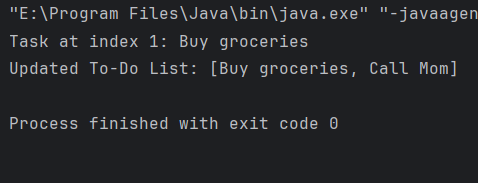 "E:\Program Files\Java\bin\java.exe" "-javaagen
Task at index 1: Buy groceries
Updated To-Do List: [Buy groceries, Call Mom]
Process finished with exit code 0